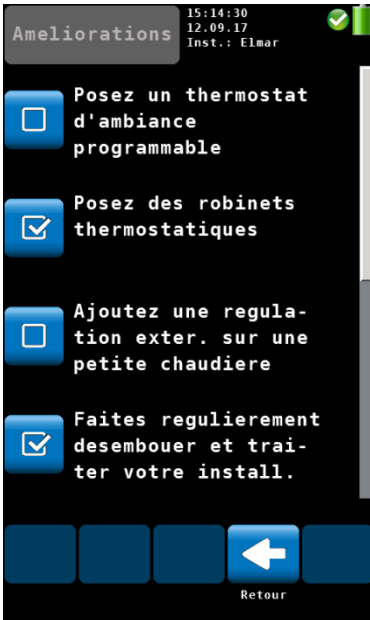 Ameliorations
15:14:30
12.09.17
Inst.: Elmar
Posez un thermostat
d'ambiance
programmable
Posez des robinets
thermostatiques
Ajoutez une regula-
tion exter. sur une
petite chaudiere
Faites regulierement
desembouer et trai-
ter votre install.
Retour